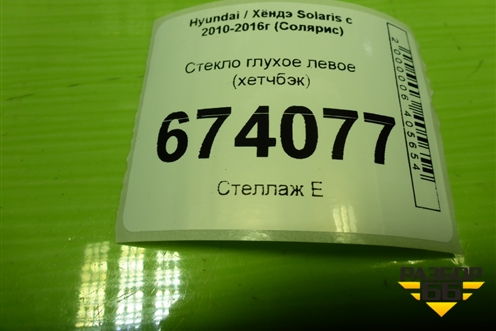 Hyundai / Хёндэ Solaris с
2010-2016г (Солярис)
Стекло глухое левое
(хетчбэк)
674077
Стеллаж Е
2000006405654
РАЗБОР
66